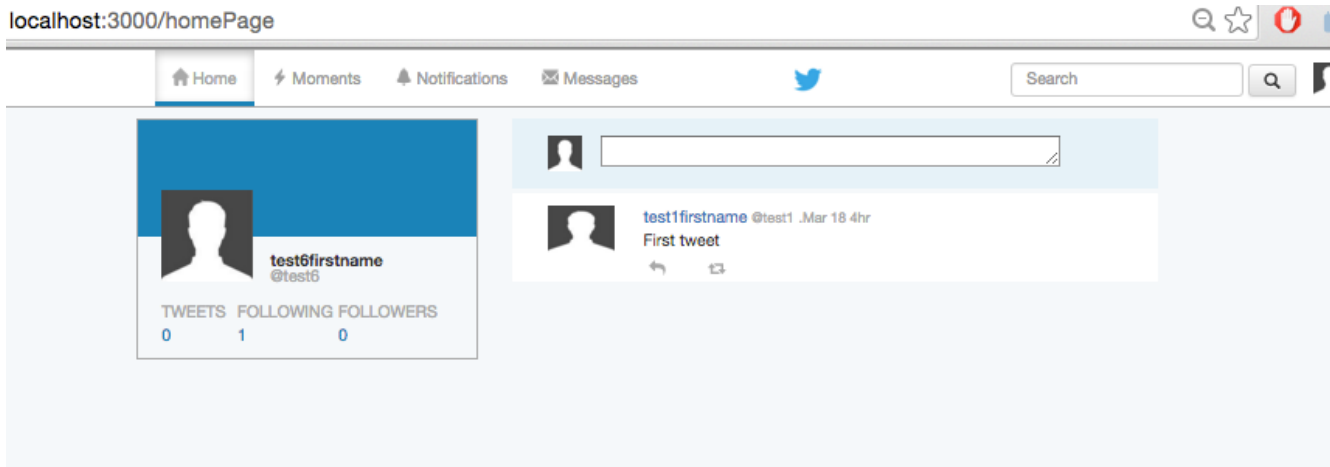 localhost:3000/homePage
Home Moments Notifications Messages Search
test6firstname
@test6
TWEETS FOLLOWING FOLLOWERS
0 1 0
test1firstname @test1 .Mar 18 4hr
First tweet